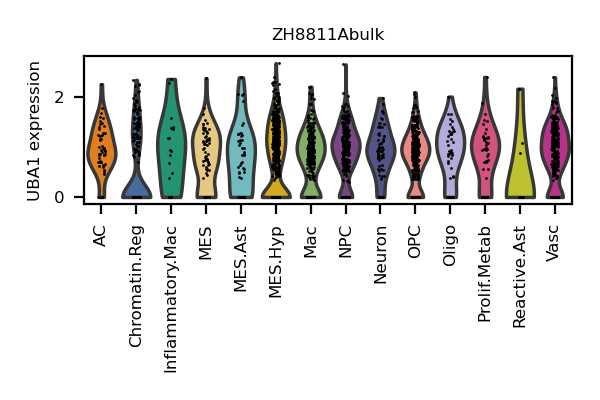 ZH8811Abulk
UBA1 expression
2
0
AC
Chromatin.Reg
Inflammatory.Mac
MES
MES.Ast
MES.Hyp
Mac
NPC
Neuron
OPC
Oligo
Prolif.Metab
Reactive.Ast
Vasc